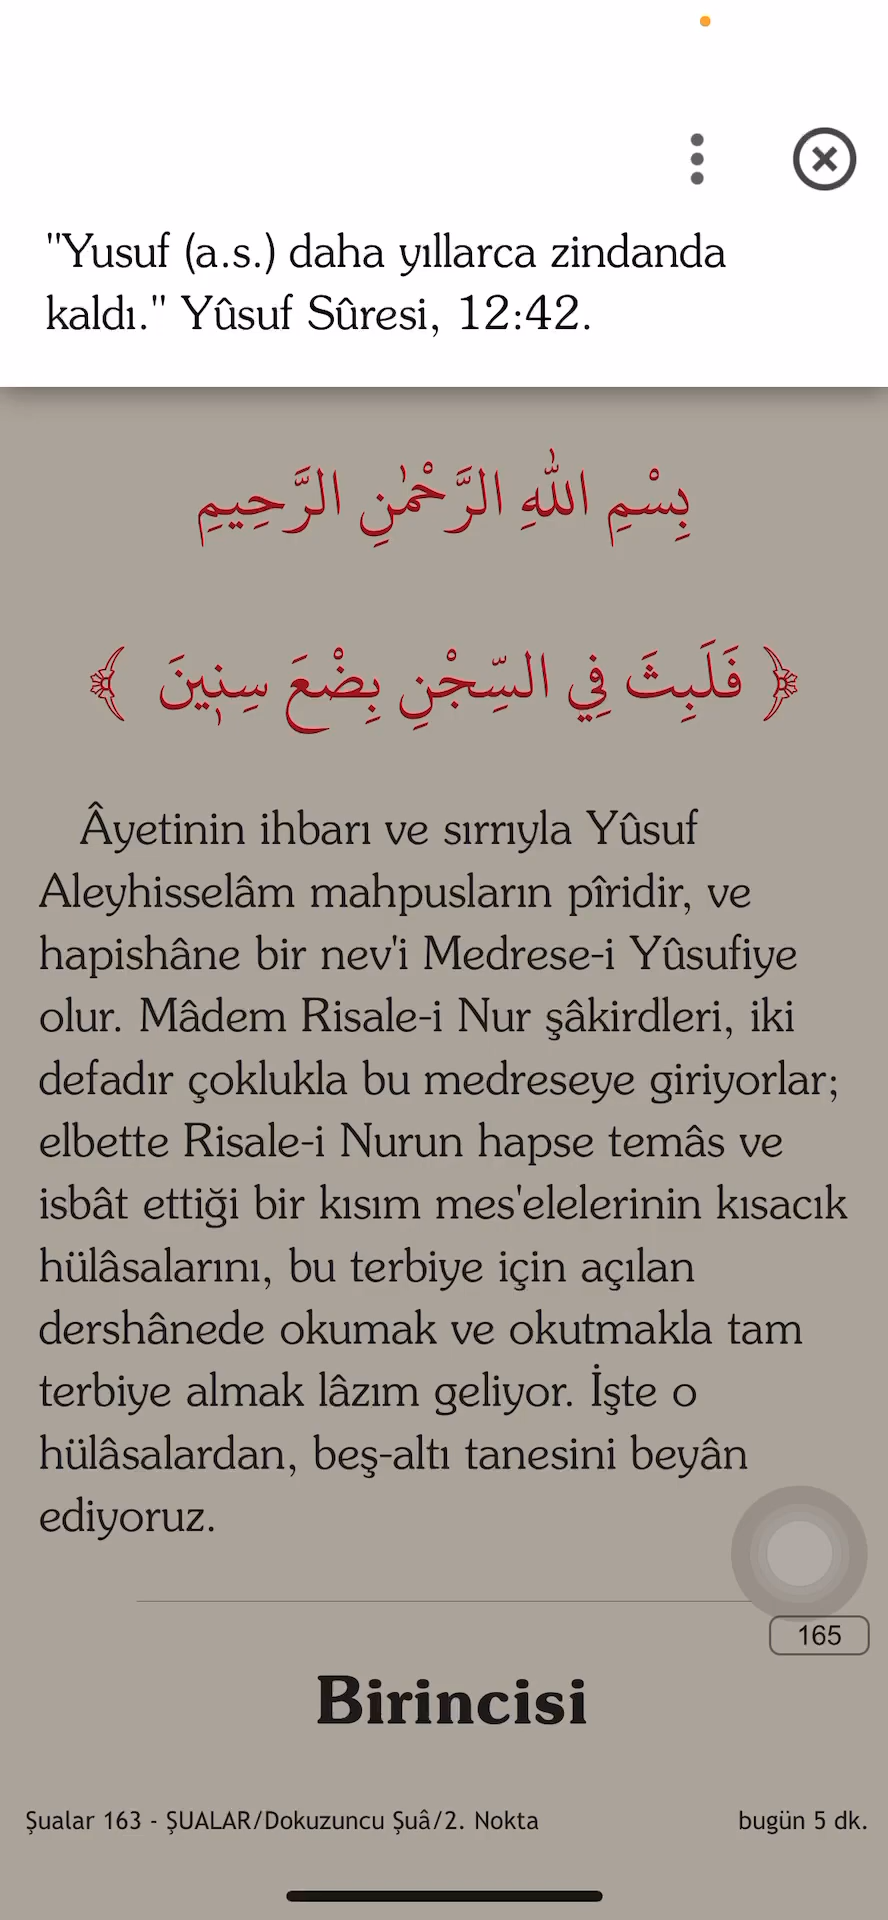 "Yusuf (a.s.) daha yıllarca zindanda
kaldı." Yûsuf Sûresi, 12:42.
بِسْمِ اللهِ الرَّحْمٰنِ الرَّحِيمِ
﴿ فَلَبِثَ فِي السِّجْنِ بِضْعَ سِنِينَ ﴾
Âyetinin ihbarı ve sırrıyla Yûsuf
Aleyhisselâm mahpusların pîridir, ve
hapishâne bir nev'i Medrese-i Yûsufiye
olur. Mâdem Risale-i Nur şâkirdleri, iki
defadır çoklukla bu medreseye giriyorlar;
elbette Risale-i Nurun hapse temâs ve
isbât ettiği bir kısım mes'elelerinin kısacık
hülâsalarını, bu terbiye için açılan
dershânede okumak ve okutmakla tam
terbiye almak lâzım geliyor. İşte o
hülâsalardan, beş-altı tanesini beyân
ediyoruz.
165
Birincisi
Şualar 163 - ŞUALAR/Dokuzuncu Şuâ/2. Nokta
bugün 5 dk.